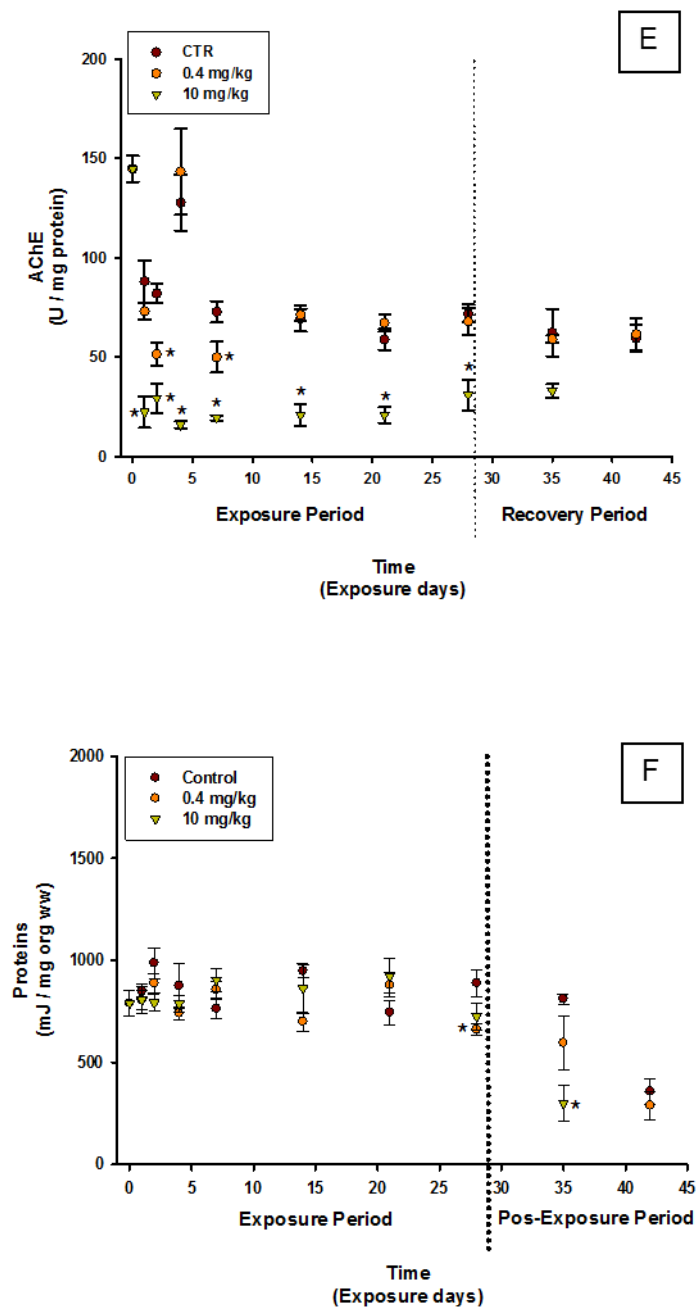 E
CTR
0.4 mg/kg
10 mg/kg
200
150
100
50
0
AChE
(U / mg protein)
*
*
*
*
*
*
*
*
*
0 5 10 15 20 25 30 35 40 45
Exposure Period Recovery Period
Time
(Exposure days)
F
Control
0.4 mg/kg
10 mg/kg
2000
1500
1000
500
0
Proteins
(mJ / mg org ww)
*
*
0 5 10 15 20 25 30 35 40 45
Exposure Period Pos-Exposure Period
Time
(Exposure days)